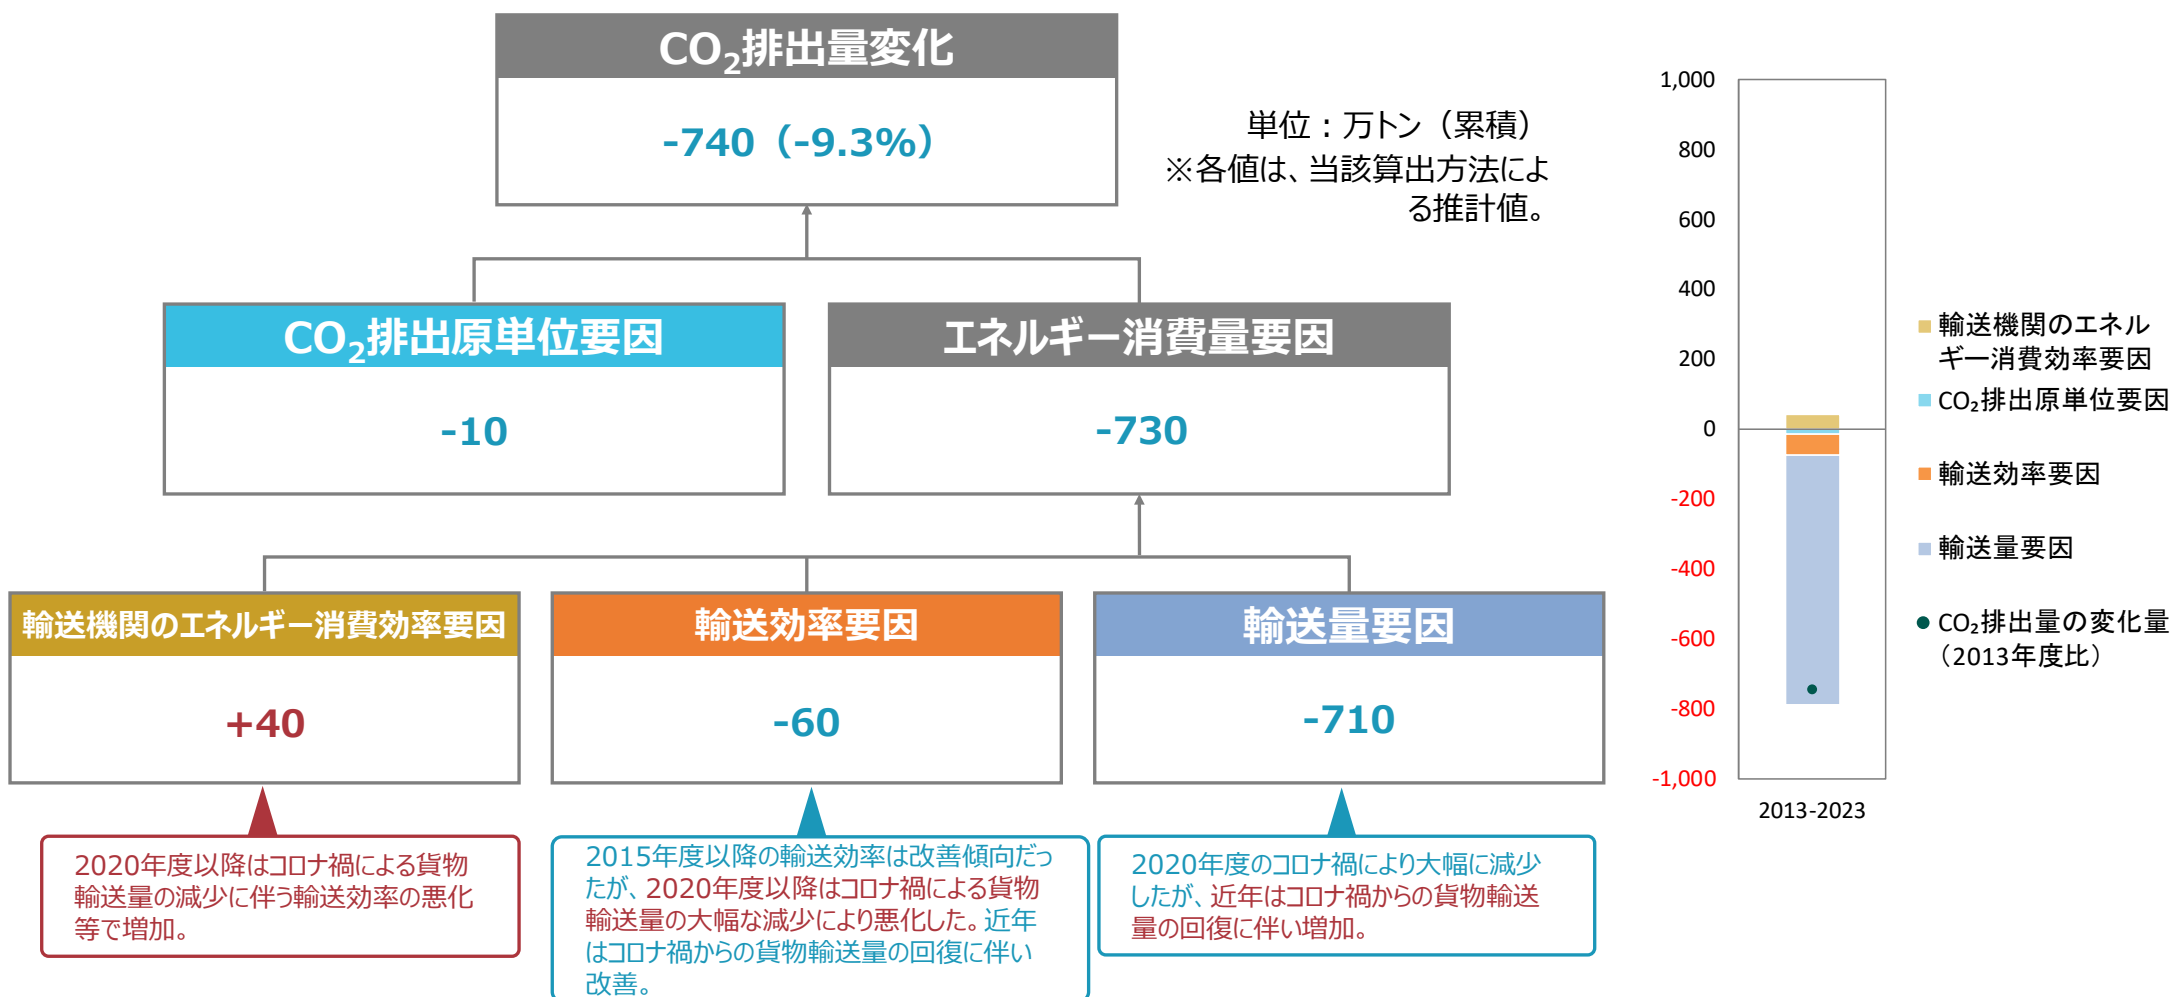 CO₂排出量変化
-740（-9.3%）
単位：万トン（累積）
※各値は、当該算出方法によ
る推計値。
CO₂排出原単位要因
-10
エネルギー消費量要因
-730
輸送機関のエネルギー消費効率要因
+40
輸送効率要因
-60
輸送量要因
-710
2020年度以降はコロナ禍による貨物
輸送量の減少に伴う輸送効率の悪化
等で増加。
2015年度以降の輸送効率は改善傾向だっ
たが、2020年度以降はコロナ禍による貨物
輸送量の大幅な減少により悪化した。近年
はコロナ禍からの貨物輸送量の回復に伴い
改善。
2020年度のコロナ禍により大幅に減少
したが、近年はコロナ禍からの貨物輸送
量の回復に伴い増加。
1,000
800
600
400
200
0
-200
-400
-600
-800
-1,000
2013-2023
輸送機関のエネル
ギー消費効率要因
CO₂排出原単位要因
輸送効率要因
輸送量要因
CO₂排出量の変化量
（2013年度比）